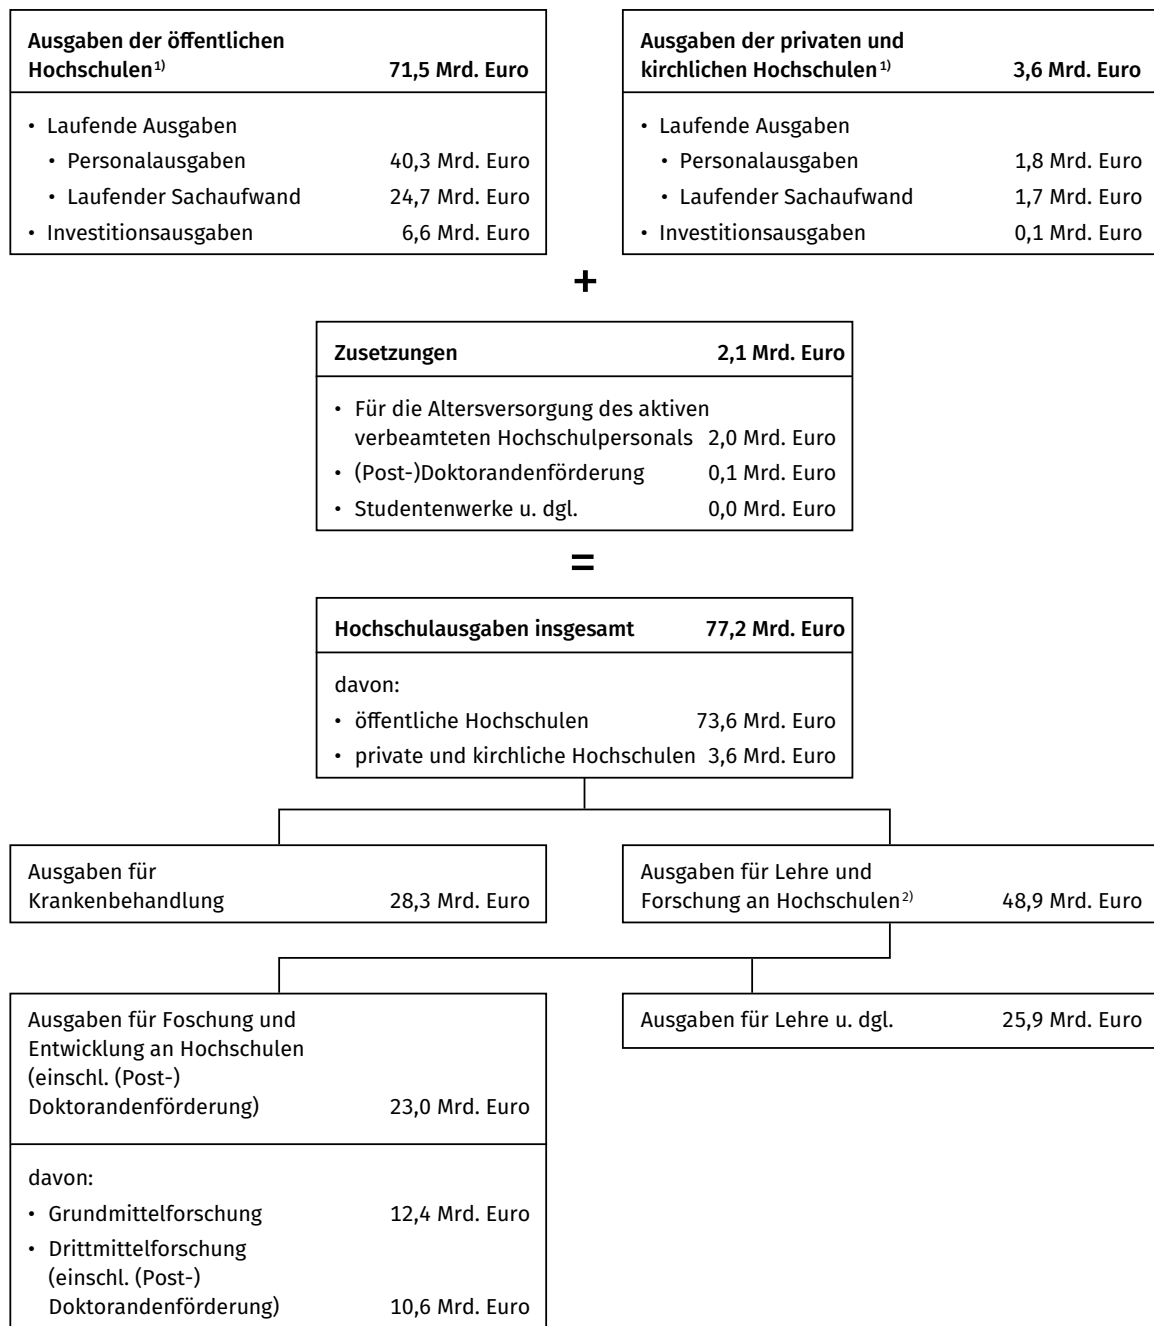 Ausgaben der öffentlichen
Hochschulen1) 71,5 Mrd. Euro
• Laufende Ausgaben
• Personalausgaben 40,3 Mrd. Euro
• Laufender Sachaufwand 24,7 Mrd. Euro
• Investitionsausgaben 6,6 Mrd. Euro
Ausgaben der privaten und
kirchlichen Hochschulen1) 3,6 Mrd. Euro
• Laufende Ausgaben
• Personalausgaben 1,8 Mrd. Euro
• Laufender Sachaufwand 1,7 Mrd. Euro
• Investitionsausgaben 0,1 Mrd. Euro
+
Zusetzungen 2,1 Mrd. Euro
• Für die Altersversorgung des aktiven
verbeamteten Hochschulpersonals 2,0 Mrd. Euro
• (Post-)Doktorandenförderung 0,1 Mrd. Euro
• Studentenwerke u. dgl. 0,0 Mrd. Euro
=
Hochschulausgaben insgesamt 77,2 Mrd. Euro
davon:
• öffentliche Hochschulen 73,6 Mrd. Euro
• private und kirchliche Hochschulen 3,6 Mrd. Euro
Ausgaben für
Krankenbehandlung 28,3 Mrd. Euro
Ausgaben für Lehre und
Forschung an Hochschulen2) 48,9 Mrd. Euro
Ausgaben für Foschung und
Entwicklung an Hochschulen
(einschl. (Post-)
Doktorandenförderung) 23,0 Mrd. Euro
davon:
• Grundmittelforschung 12,4 Mrd. Euro
• Drittmittelforschung
(einschl. (Post-)
Doktorandenförderung) 10,6 Mrd. Euro
Ausgaben für Lehre u. dgl. 25,9 Mrd. Euro